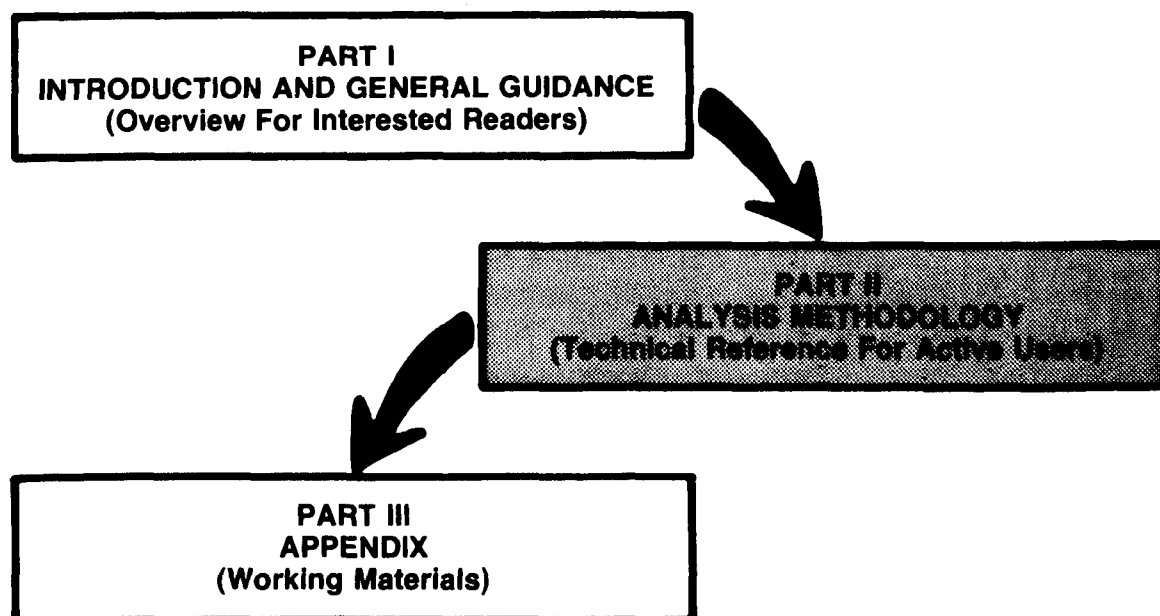 PART I
INTRODUCTION AND GENERAL GUIDANCE
(Overview For Interested Readers)
PART II
ANALYSIS METHODOLOGY
(Technical Reference For Active Users)
PART III
APPENDIX
(Working Materials)